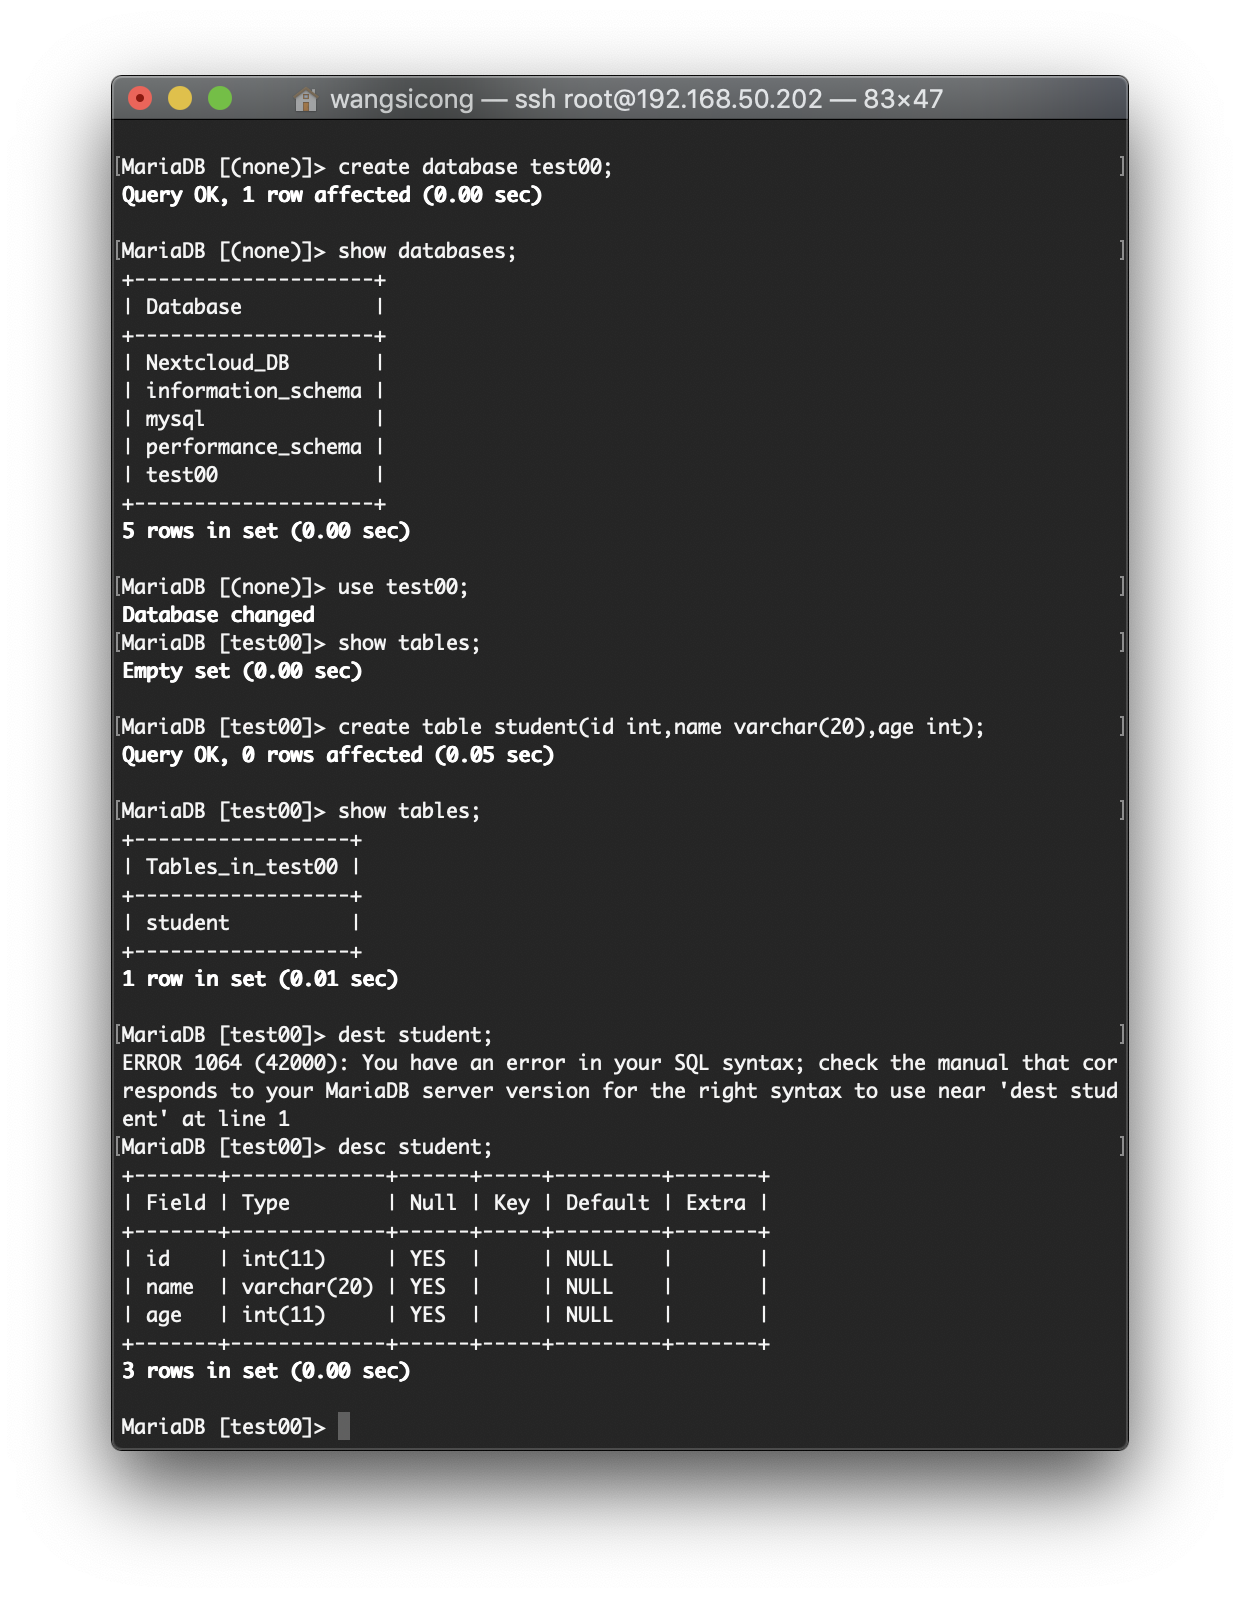 wangsicong — ssh root@192.168.50.202 — 83×47
[MariaDB [(none)]> create database test00; ]
Query OK, 1 row affected (0.00 sec)
[MariaDB [(none)]> show databases; ]
+--------------------+
| Database           |
+--------------------+
| Nextcloud_DB       |
| information_schema |
| mysql              |
| performance_schema |
| test00             |
+--------------------+
5 rows in set (0.00 sec)
[MariaDB [(none)]> use test00; ]
Database changed
[MariaDB [test00]> show tables; ]
Empty set (0.00 sec)
[MariaDB [test00]> create table student(id int,name varchar(20),age int); ]
Query OK, 0 rows affected (0.05 sec)
[MariaDB [test00]> show tables; ]
+------------------+
| Tables_in_test00 |
+------------------+
| student          |
+------------------+
1 row in set (0.01 sec)
[MariaDB [test00]> dest student; ]
ERROR 1064 (42000): You have an error in your SQL syntax; check the manual that cor
responds to your MariaDB server version for the right syntax to use near 'dest stud
ent' at line 1
[MariaDB [test00]> desc student; ]
+-------+-------------+------+-----+---------+-------+
| Field | Type        | Null | Key | Default | Extra |
+-------+-------------+------+-----+---------+-------+
| id    | int(11)     | YES  |     | NULL    |       |
| name  | varchar(20) | YES  |     | NULL    |       |
| age   | int(11)     | YES  |     | NULL    |       |
+-------+-------------+------+-----+---------+-------+
3 rows in set (0.00 sec)
MariaDB [test00]>